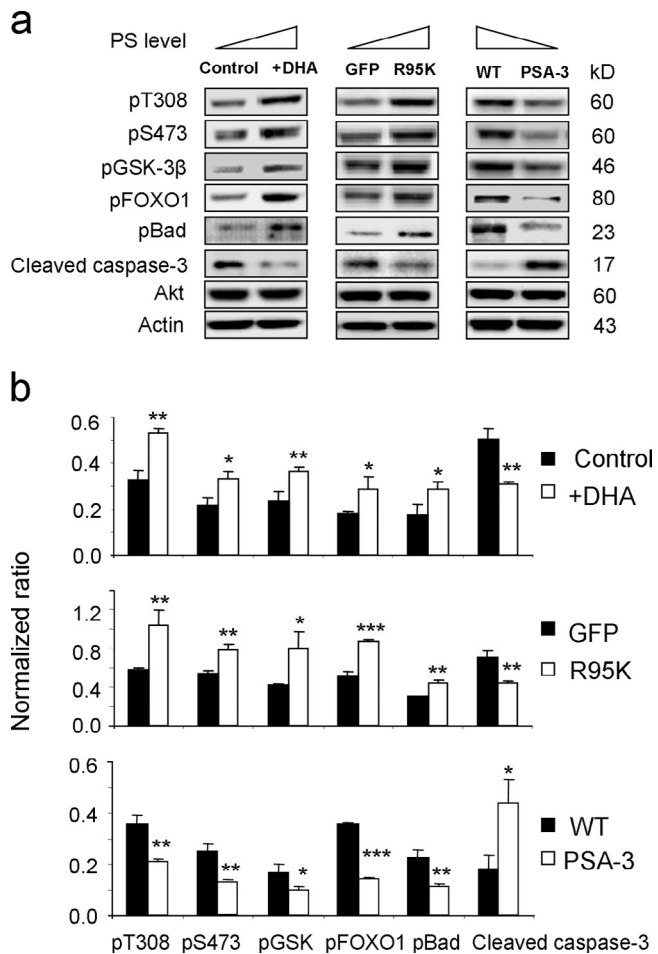 a
PS level
Control +DHA GFP R95K WT PSA-3 kD
pT308 60
pS473 60
pGSK-3β 46
pFOXO1 80
pBad 23
Cleaved caspase-3 17
Akt 60
Actin 43
b
Normalized ratio
0.6
0.4
0.2
0.0
** * ** * * **
Control
+DHA
1.2
0.8
0.4
0.0
** ** * *** ** **
GFP
R95K
0.4
0.2
0.0
** ** * *** ** *
WT
PSA-3
pT308 pS473 pGSK pFOXO1 pBad Cleaved caspase-3